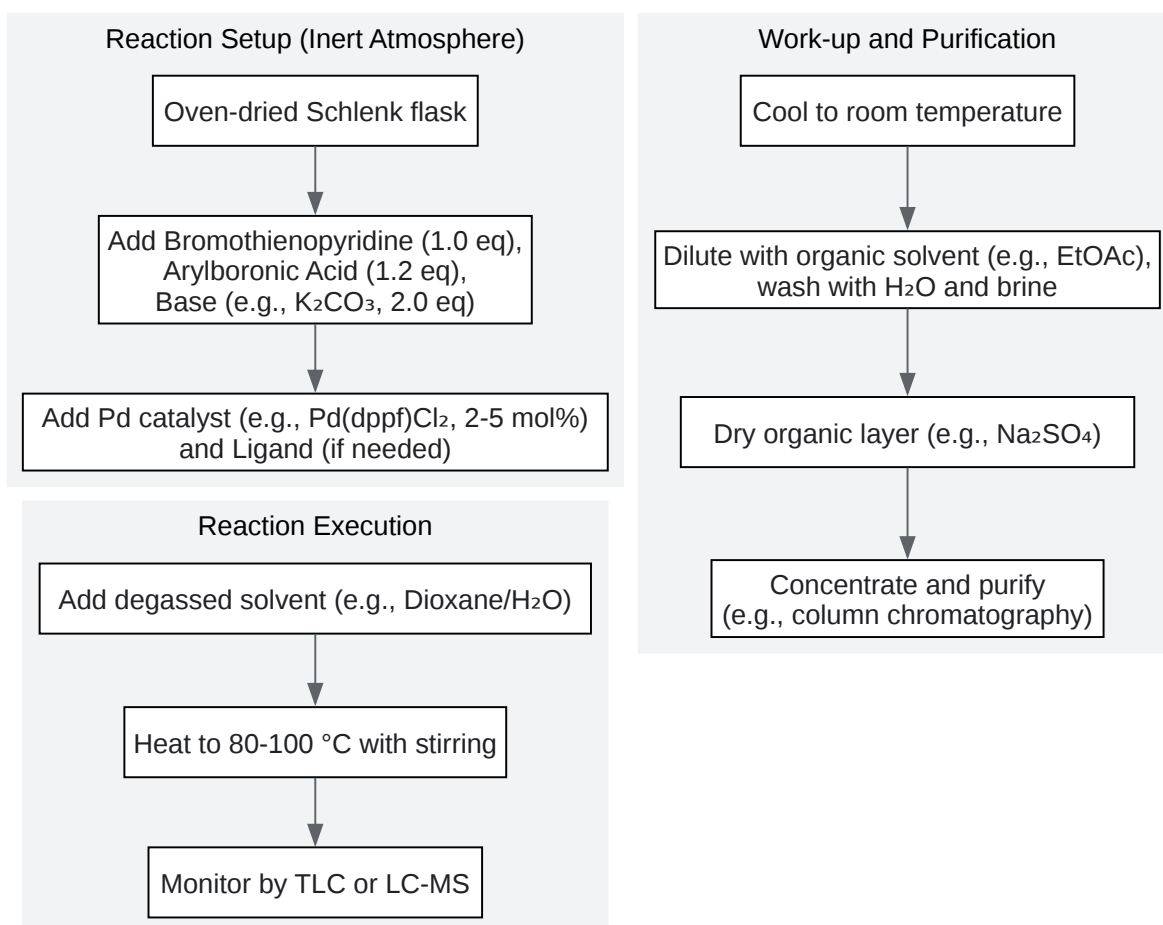 Reaction Setup (Inert Atmosphere)
Oven-dried Schlenk flask
Add Bromothienopyridine (1.0 eq),
Arylboronic Acid (1.2 eq),
Base (e.g., K₂CO₃, 2.0 eq)
Add Pd catalyst (e.g., Pd(dppf)Cl₂, 2-5 mol%)
and Ligand (if needed)
Reaction Execution
Add degassed solvent (e.g., Dioxane/H₂O)
Heat to 80-100 °C with stirring
Monitor by TLC or LC-MS
Work-up and Purification
Cool to room temperature
Dilute with organic solvent (e.g., EtOAc),
wash with H₂O and brine
Dry organic layer (e.g., Na₂SO₄)
Concentrate and purify
(e.g., column chromatography)